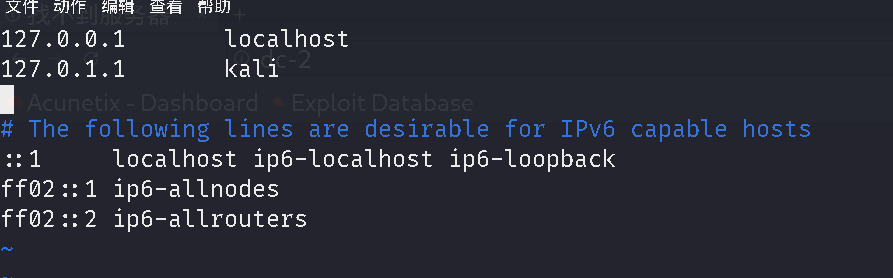 文件 动作 编辑 查看 帮助
找不到服务器 +
127.0.0.1 localhost
dc-2
127.0.1.1 kali
Acunetix - Dashboard Exploit Database
# The following lines are desirable for IPv6 capable hosts
::1 localhost ip6-localhost ip6-loopback
ff02::1 ip6-allnodes
ff02::2 ip6-allrouters
~